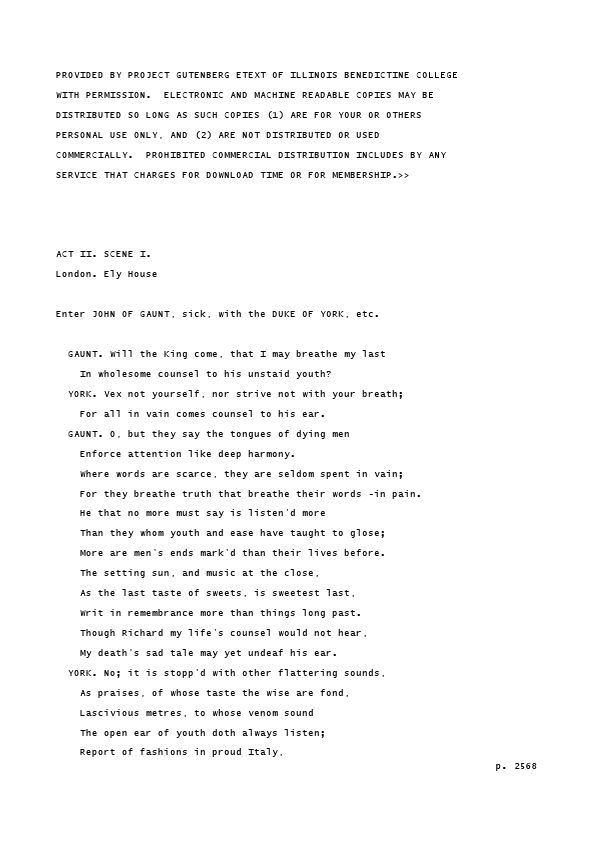 PROVIDED BY PROJECT GUTENBERG ETEXT OF ILLINOIS BENEDICTINE COLLEGE
WITH PERMISSION.  ELECTRONIC AND MACHINE READABLE COPIES MAY BE
DISTRIBUTED SO LONG AS SUCH COPIES (1) ARE FOR YOUR OR OTHERS
PERSONAL USE ONLY, AND (2) ARE NOT DISTRIBUTED OR USED
COMMERCIALLY.  PROHIBITED COMMERCIAL DISTRIBUTION INCLUDES BY ANY
SERVICE THAT CHARGES FOR DOWNLOAD TIME OR FOR MEMBERSHIP.>>
ACT II. SCENE I.
London. Ely House
Enter JOHN OF GAUNT, sick, with the DUKE OF YORK, etc.
GAUNT. Will the King come, that I may breathe my last
In wholesome counsel to his unstaid youth?
YORK. Vex not yourself, nor strive not with your breath;
For all in vain comes counsel to his ear.
GAUNT. O, but they say the tongues of dying men
Enforce attention like deep harmony.
Where words are scarce, they are seldom spent in vain;
For they breathe truth that breathe their words -in pain.
He that no more must say is listen'd more
Than they whom youth and ease have taught to glose;
More are men's ends mark'd than their lives before.
The setting sun, and music at the close,
As the last taste of sweets, is sweetest last,
Writ in remembrance more than things long past.
Though Richard my life's counsel would not hear,
My death's sad tale may yet undeaf his ear.
YORK. No; it is stopp'd with other flattering sounds,
As praises, of whose taste the wise are fond,
Lascivious metres, to whose venom sound
The open ear of youth doth always listen;
Report of fashions in proud Italy,
p. 2568